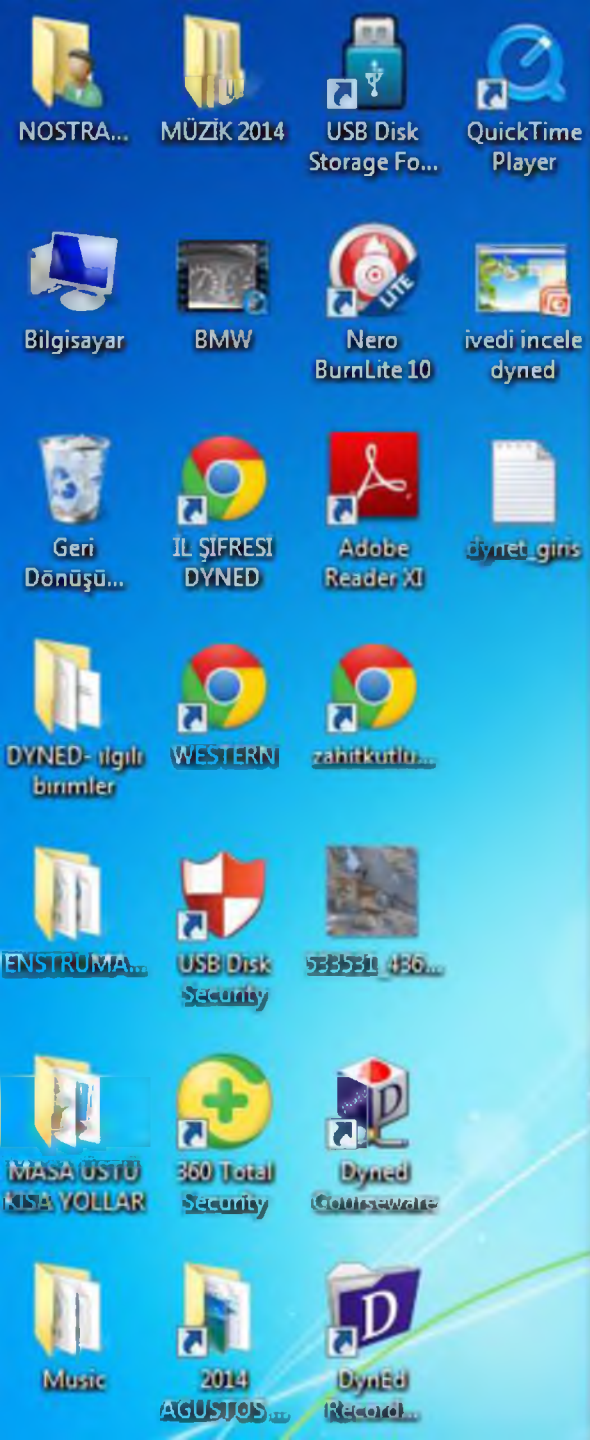 NOSTRA...
MÜZİK 2014
USB Disk
Storage Fo...
QuickTime
Player
Bilgisayar
BMW
Nero
BurnLite 10
LITE
ivedi incele
dyned
Geri
Dönüşü...
İL ŞİFRESİ
DYNED
Adobe
Reader XI
dynet_giris
DYNED- ilgili
birimler
WESTERN
zahitkutlu...
ENSTRUMA...
USB Disk
Security
533531_436...
MASA ÜSTÜ
KISA YOLLAR
360 Total
Security
D
Dyned
Courseware
Music
2014
AGUSTOS ...
D
DynEd
Record...